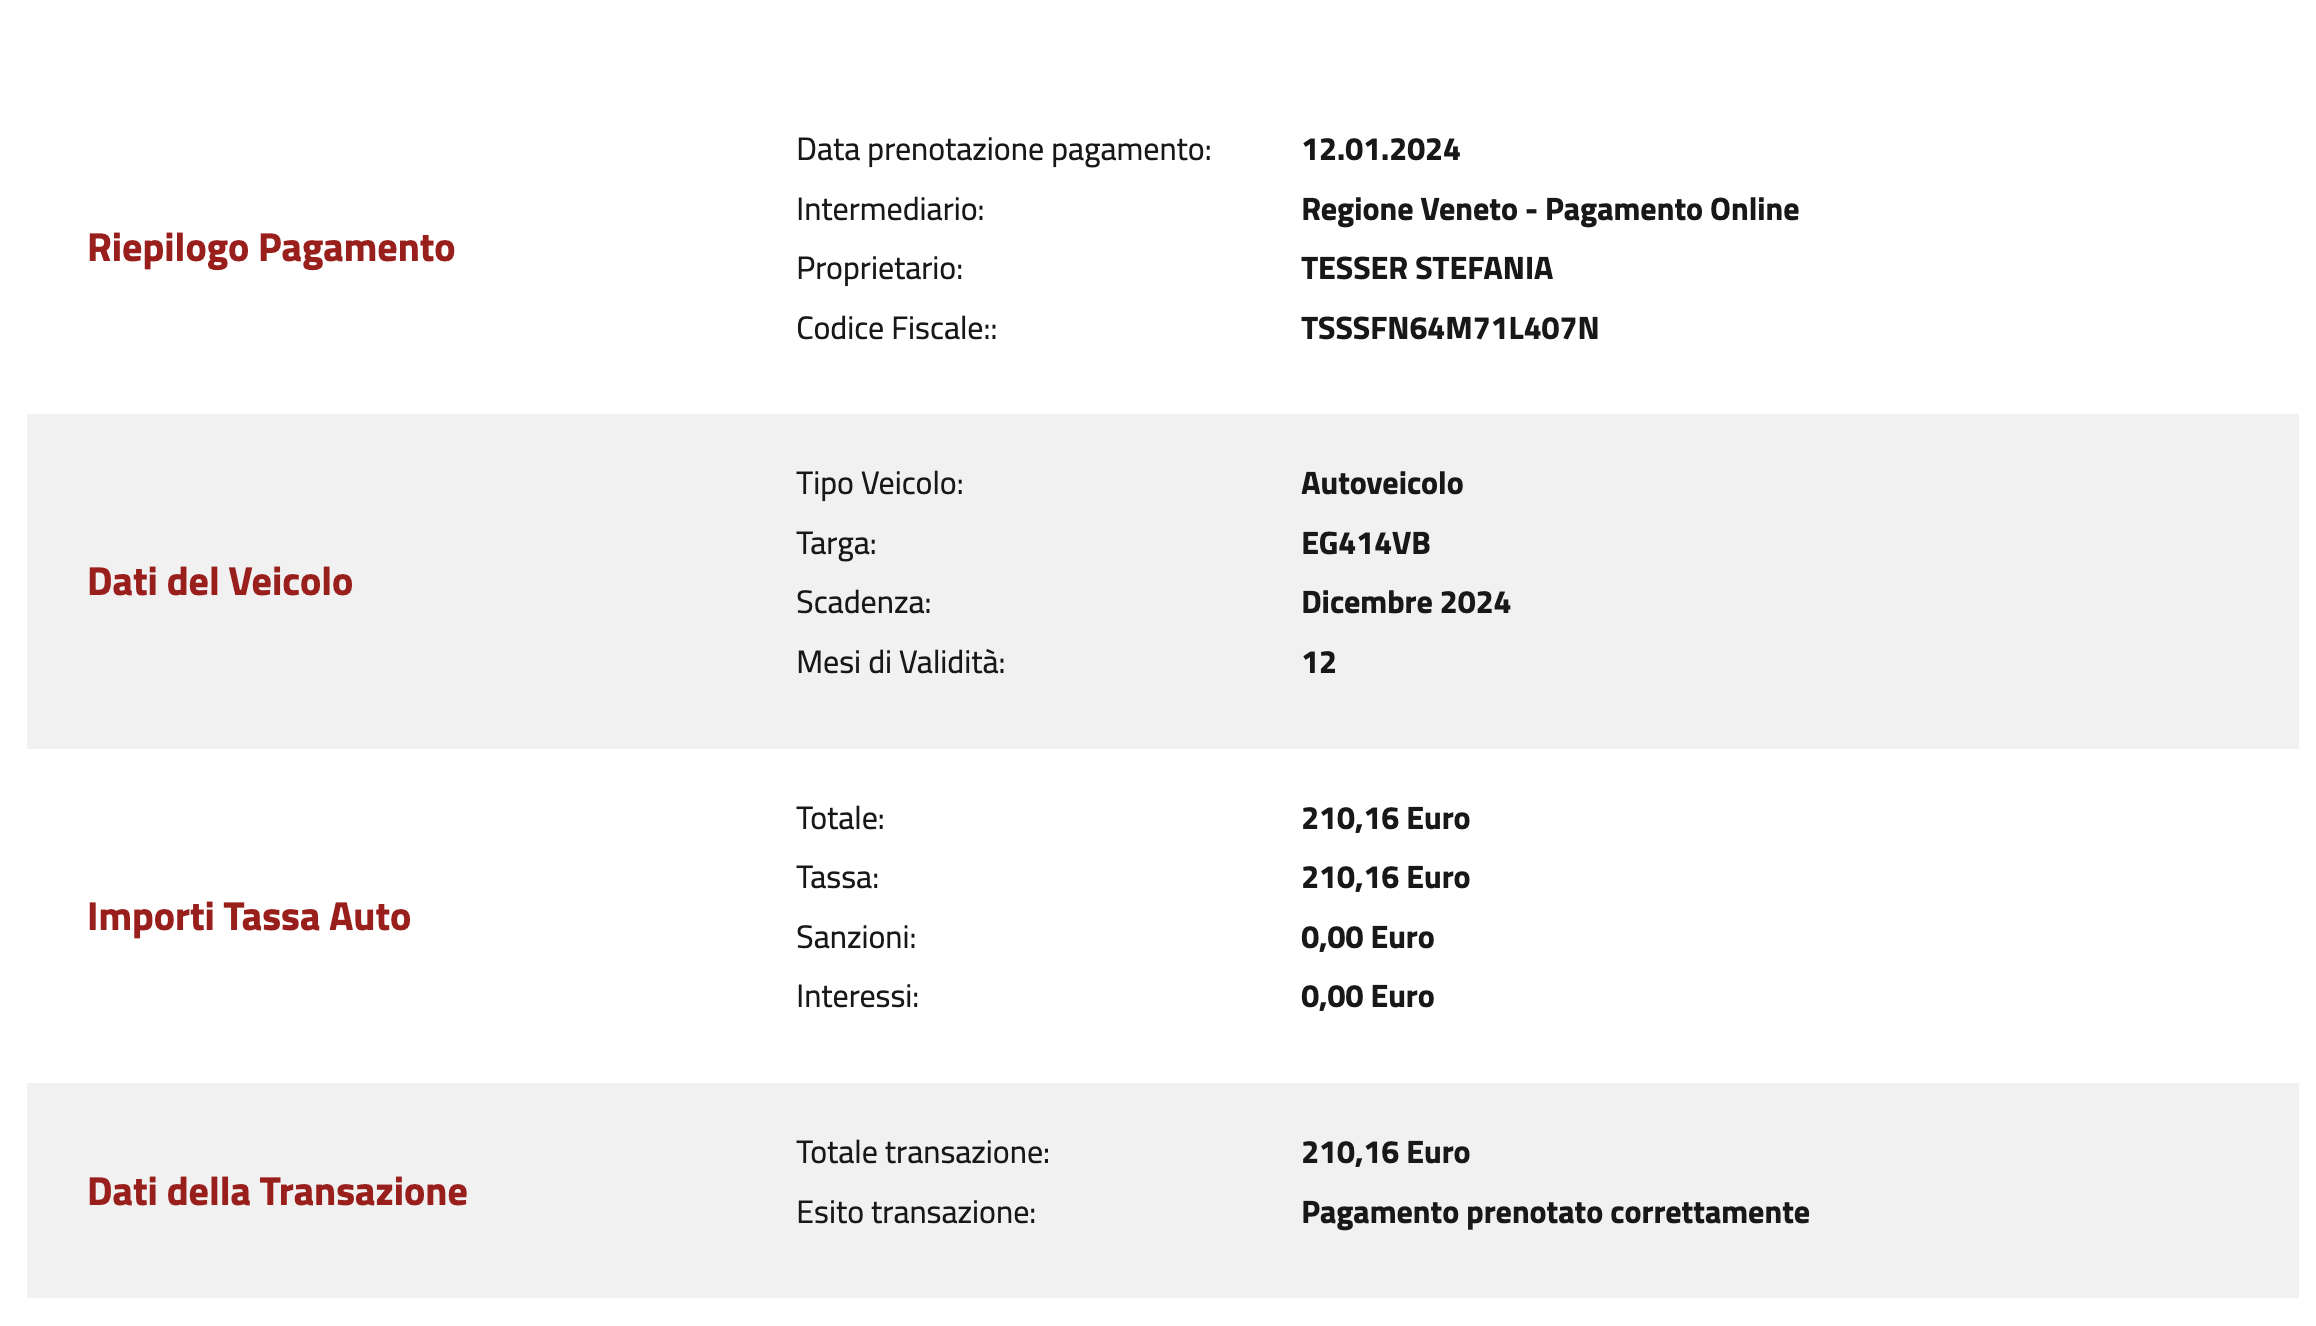 Riepilogo Pagamento
Data prenotazione pagamento: 12.01.2024
Intermediario: Regione Veneto - Pagamento Online
Proprietario: TESSER STEFANIA
Codice Fiscale:: TSSSFN64M71L407N
Dati del Veicolo
Tipo Veicolo: Autoveicolo
Targa: EG414VB
Scadenza: Dicembre 2024
Mesi di Validità: 12
Importi Tassa Auto
Totale: 210,16 Euro
Tassa: 210,16 Euro
Sanzioni: 0,00 Euro
Interessi: 0,00 Euro
Dati della Transazione
Totale transazione: 210,16 Euro
Esito transazione: Pagamento prenotato correttamente